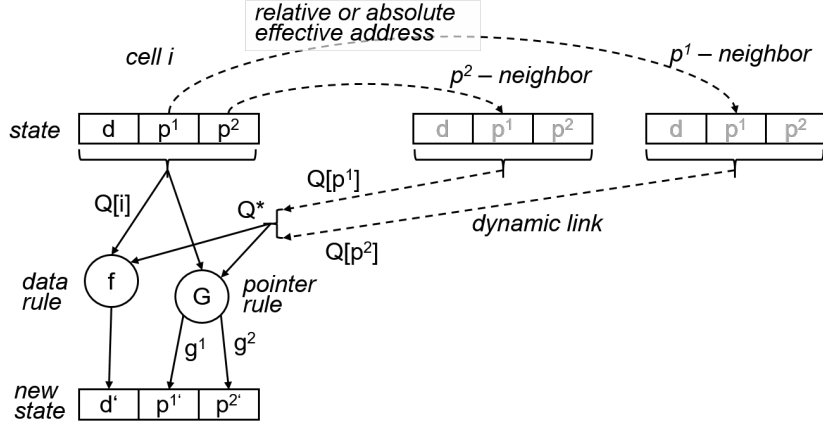 relative or absolute
effective address
cell i
p¹ – neighbor
p² – neighbor
state
d p¹ p²
d p¹ p²
d p¹ p²
Q[p¹]
Q[i]
Q*
dynamic link
Q[p²]
data
rule
f
G
pointer
rule
g¹
g²
new
state
d‘ p¹‘ p²‘